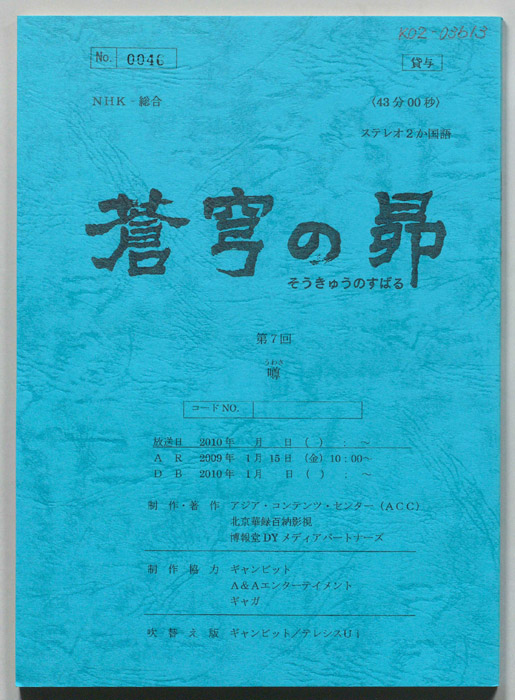 KOZ-03613
No. 0046
貸与
NHK - 総合 (43分00秒)
ステレオ2か国語
蒼穹の昴
そうきゅうのすばる
第7回
うわさ
噂
コードNO.
放送日 2010年 月 日 ( ) : ~
A R 2009年 1月15日 (金) 10:00~
D B 2010年 1月 日 ( ) ~
制作・著作 アジア・コンテンツ・センター (ACC)
北京華録百納影視
博報堂DYメディアパートナーズ
制作協力 ギャンビット
A&Aエンターテイメント
ギャガ
吹替え版 ギャンビット/テレシスUi